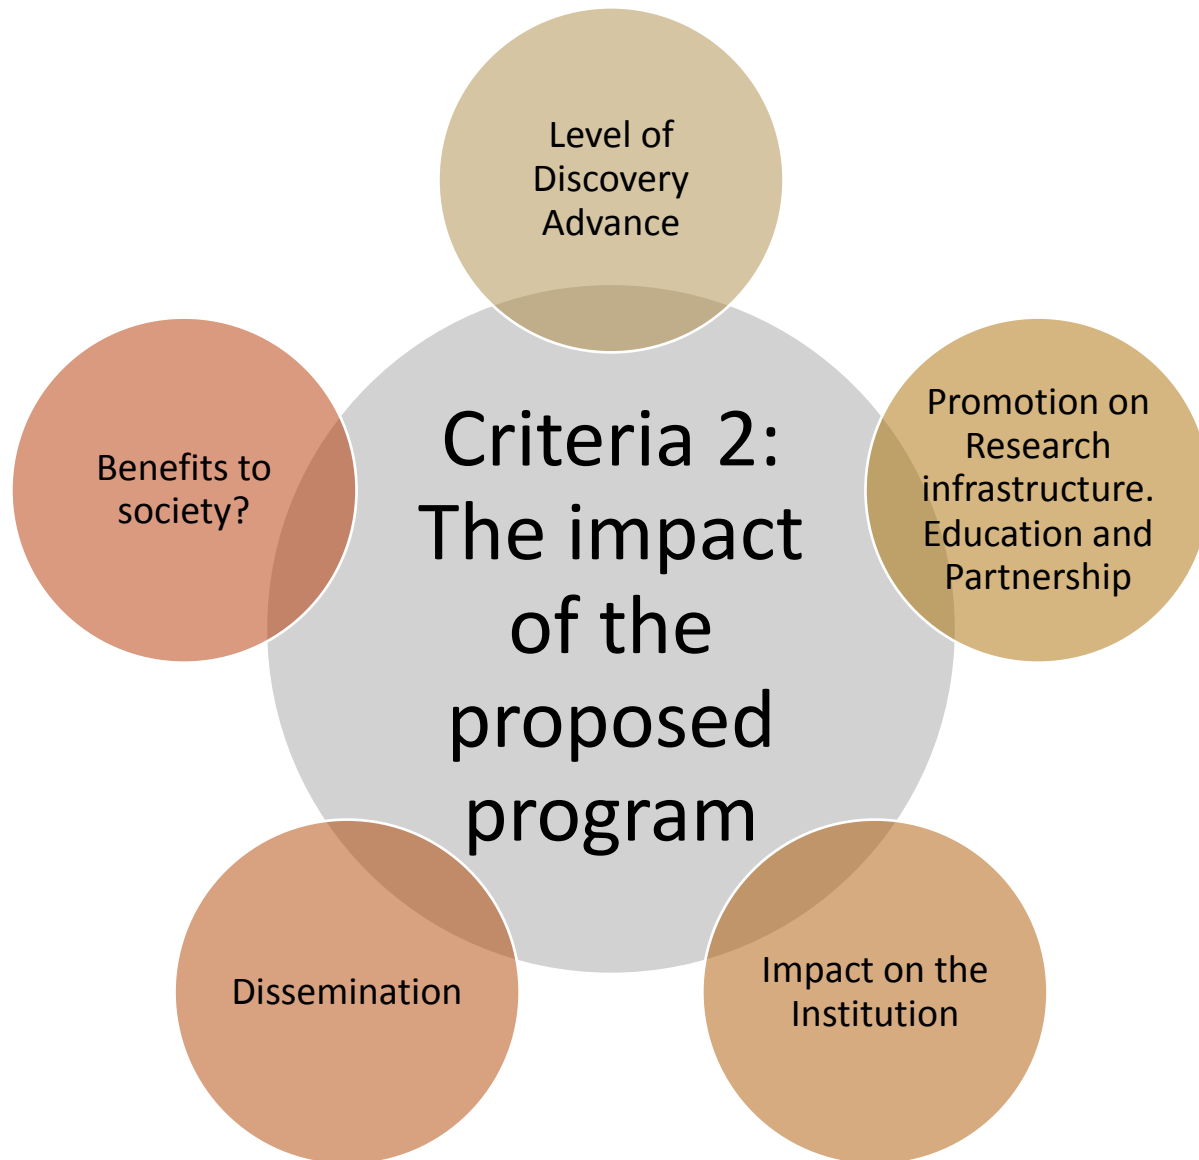 Level of
Discovery
Advance
Promotion on
Research
infrastructure.
Education and
Partnership
Impact on the
Institution
Dissemination
Benefits to
society?
Criteria 2:
The impact
of the
proposed
program